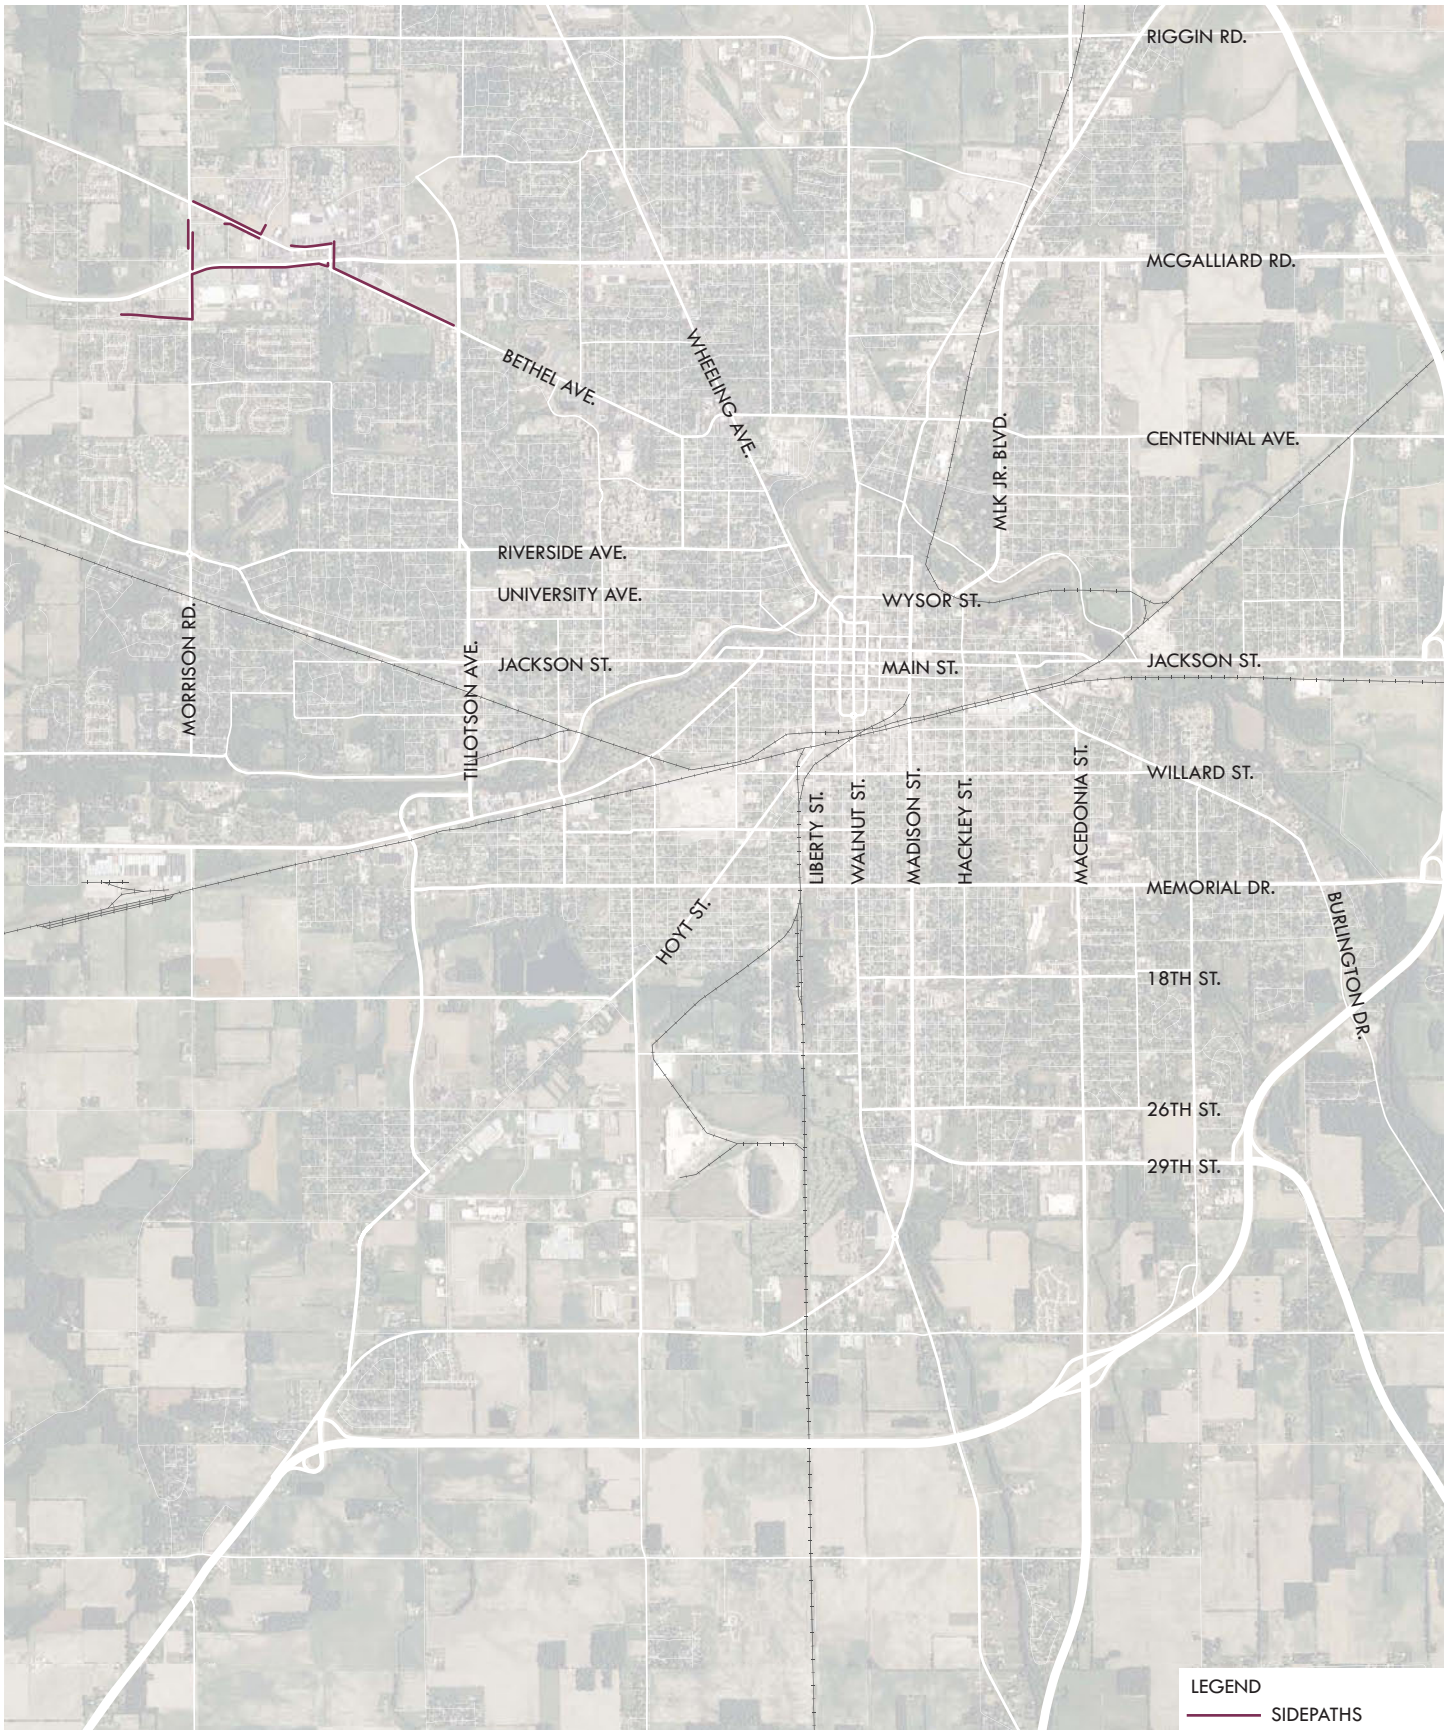 RIGGIN RD.
MCGALLIARD RD.
WHEELING AVE.
BETHEL AVE.
CENTENNIAL AVE.
MLK JR. BLVD.
RIVERSIDE AVE.
UNIVERSITY AVE.
WYSOR ST.
MORRISON RD.
TILLOTSON AVE.
JACKSON ST.
MAIN ST.
JACKSON ST.
WILLARD ST.
LIBERTY ST.
WALNUT ST.
MADISON ST.
HACKLEY ST.
MACEDONIA ST.
MEMORIAL DR.
HOYT ST.
BURLINGTON DR.
18TH ST.
26TH ST.
29TH ST.
LEGEND
SIDEPATHS